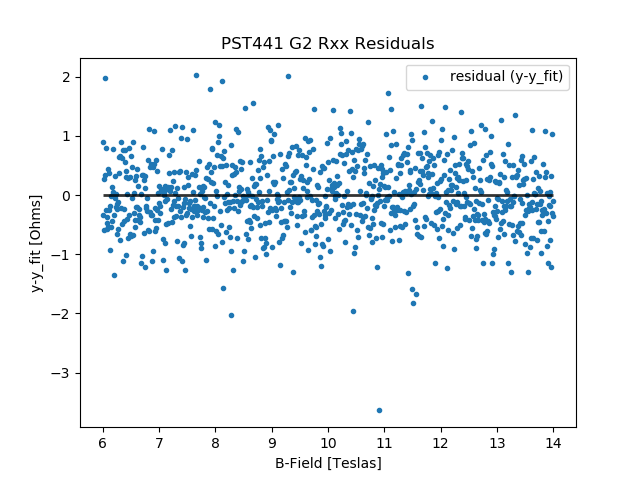 PST441 G2 Rxx Residuals
residual (y-y_fit)
2
1
0
−1
−2
−3
y-y_fit [Ohms]
6 7 8 9 10 11 12 13 14
B-Field [Teslas]